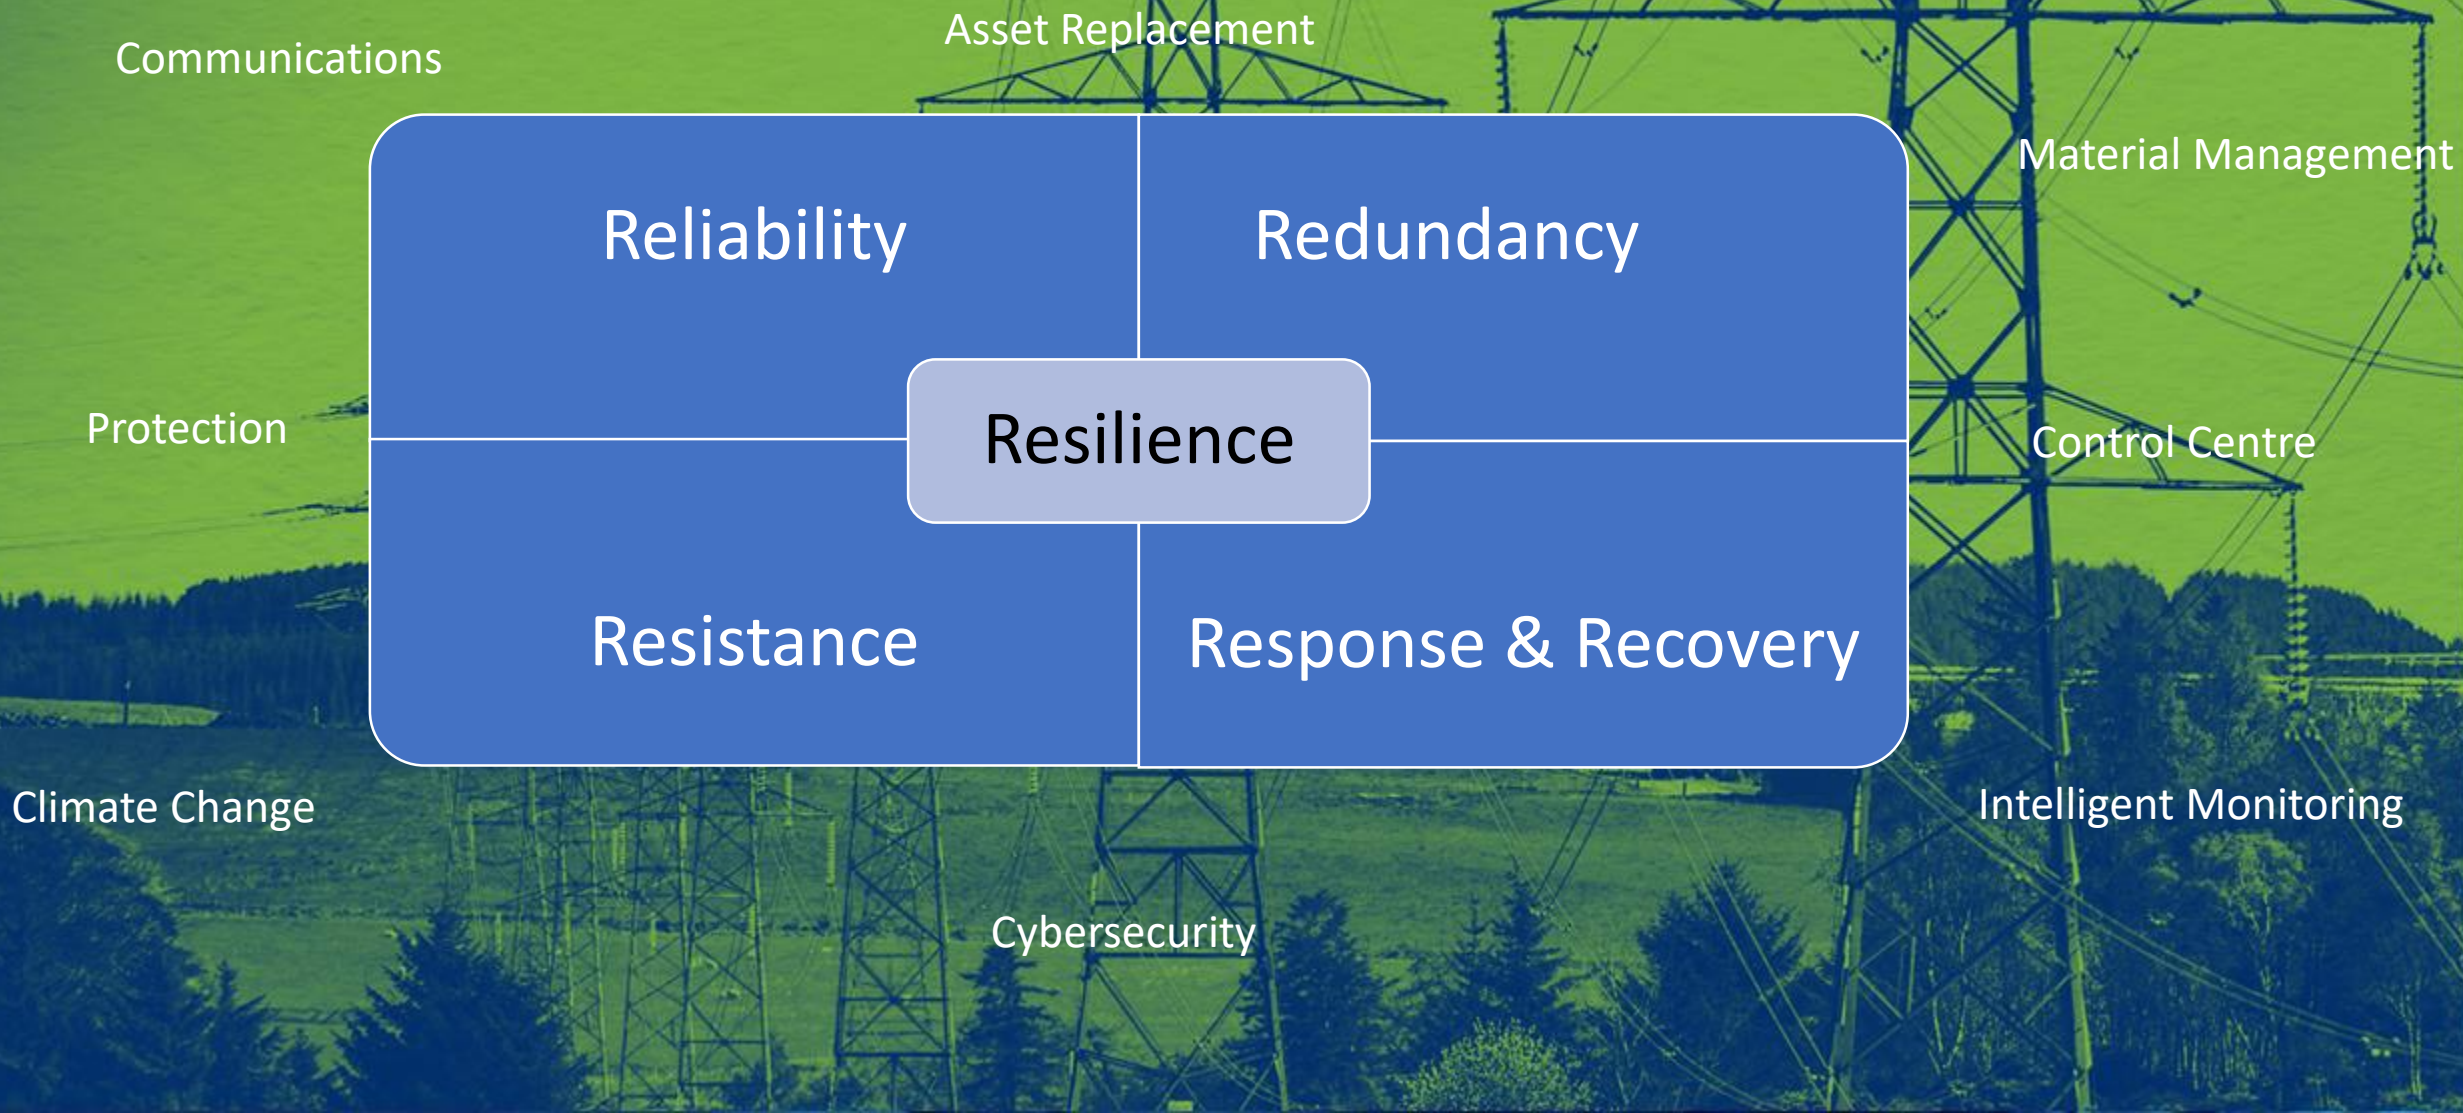 Asset Replacement
Communications
Material Management
Reliability
Redundancy
Protection
Resilience
Control Centre
Resistance
Response & Recovery
Climate Change
Intelligent Monitoring
Cybersecurity